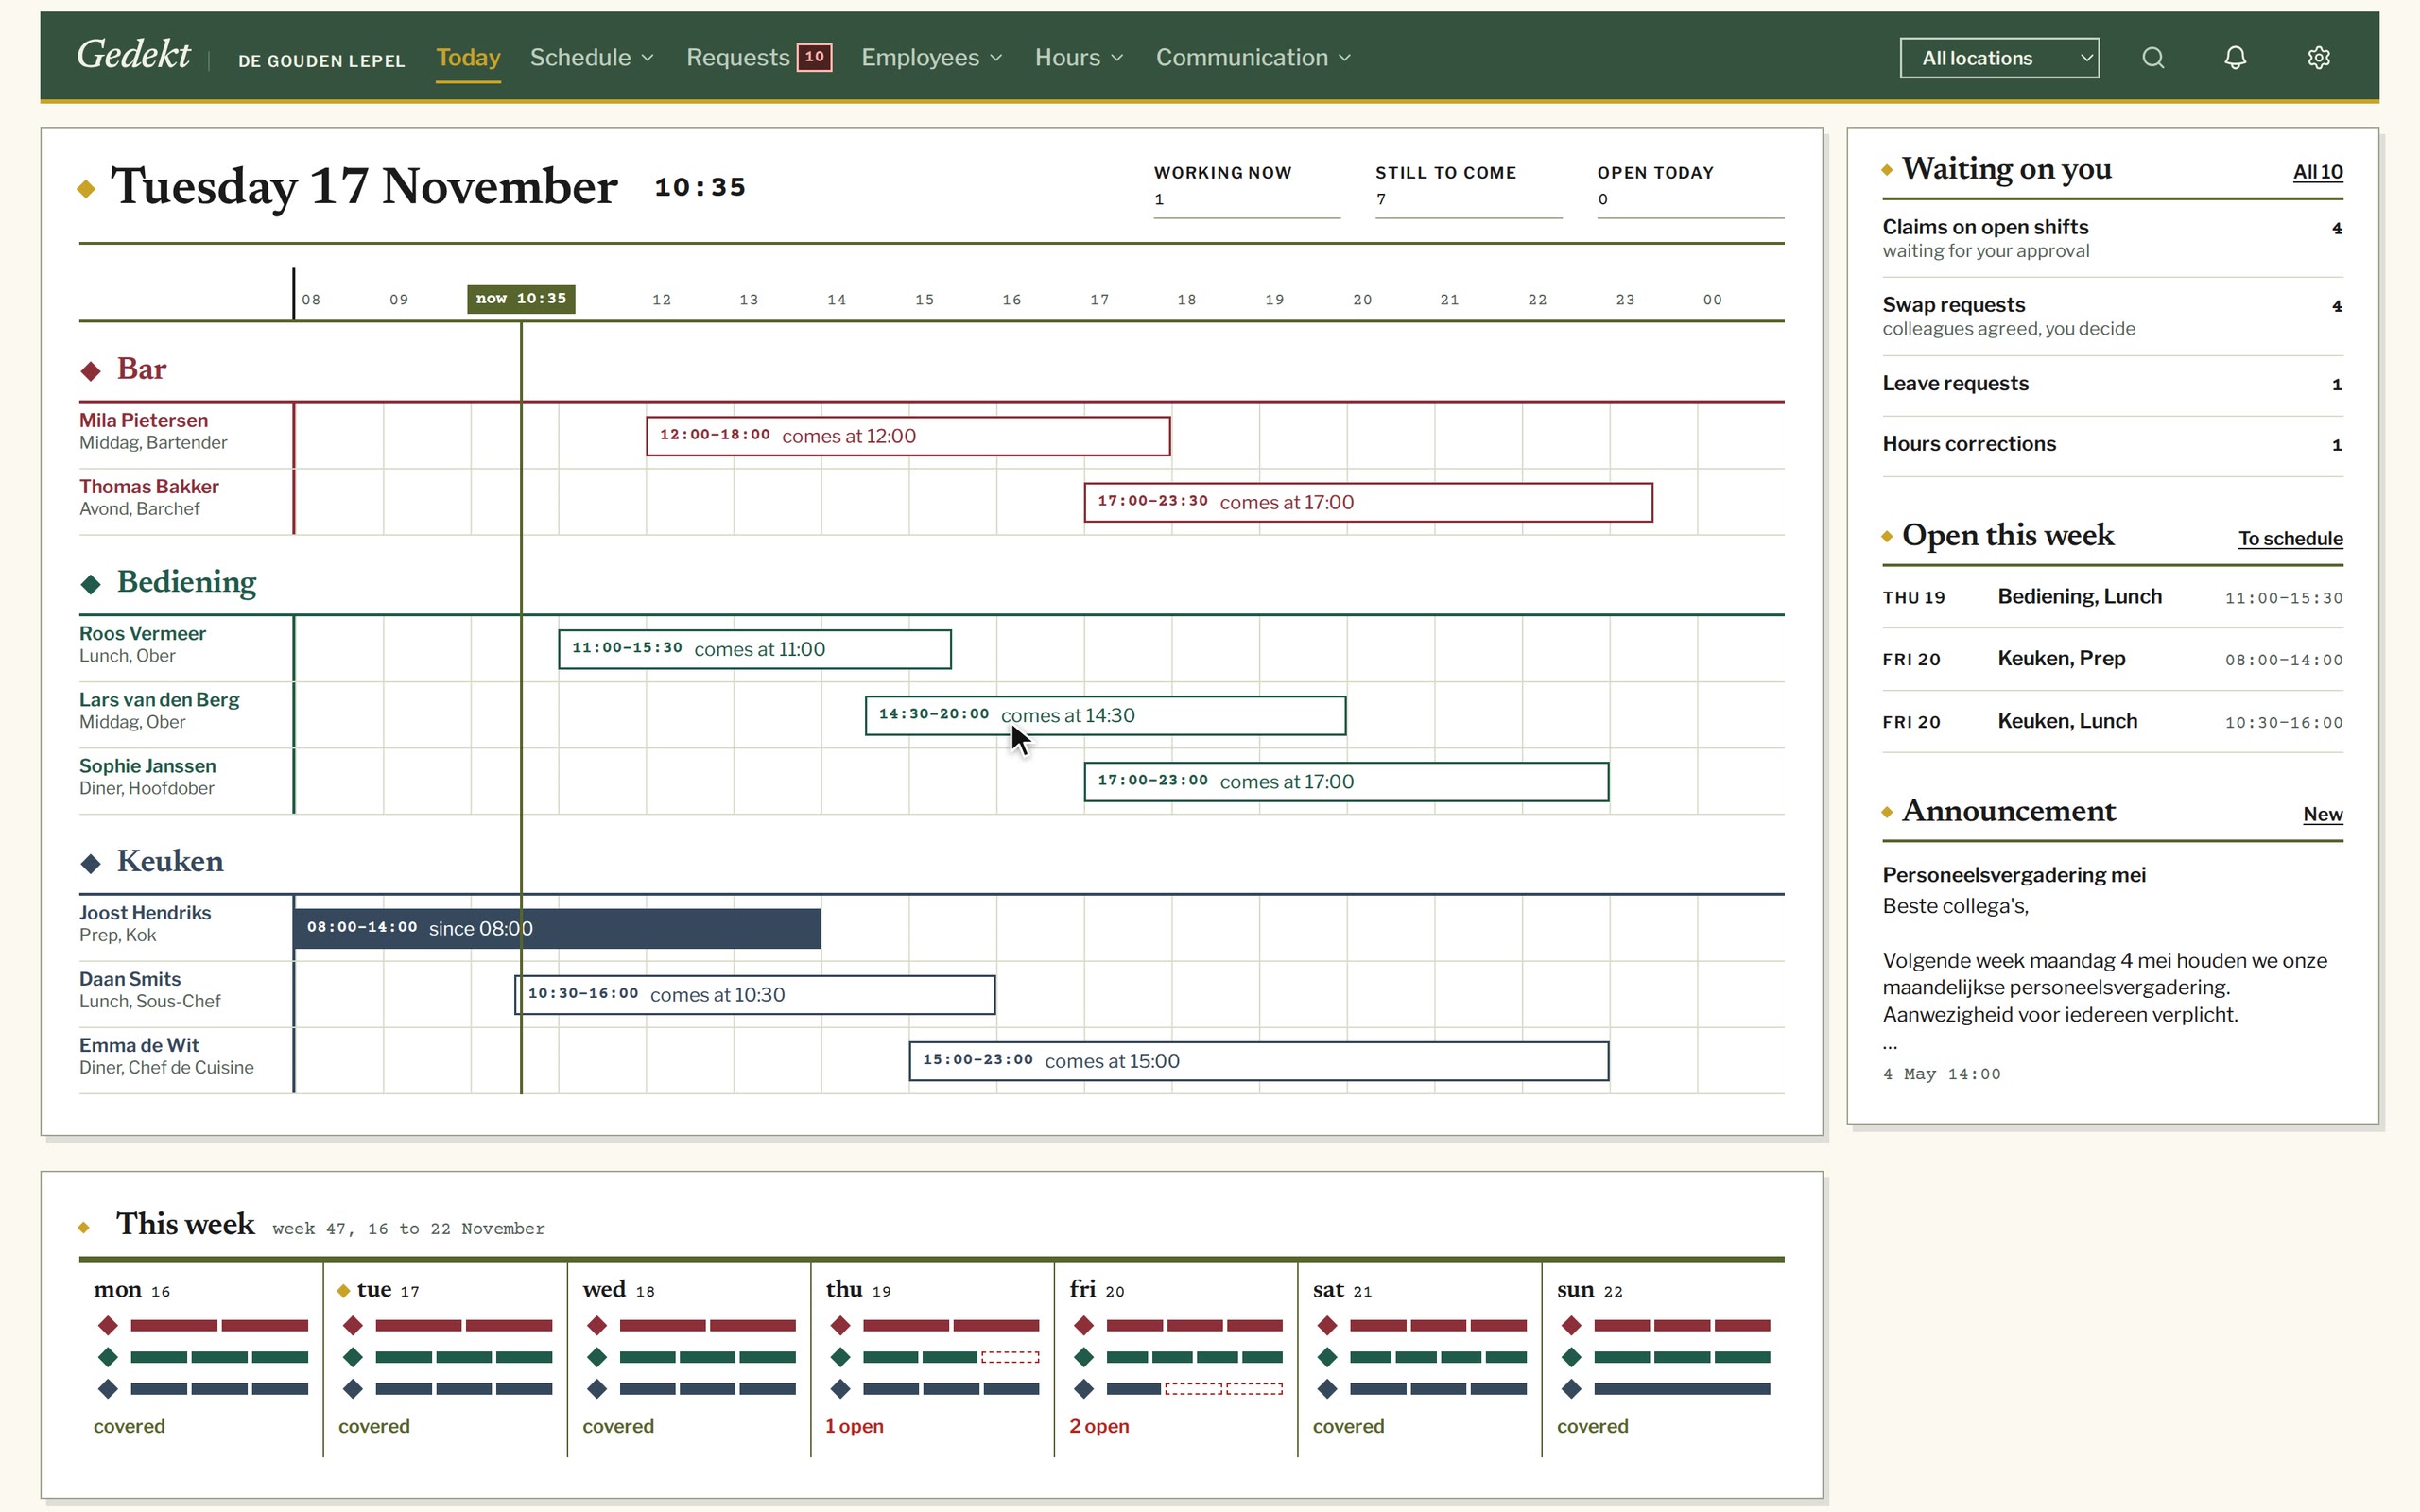 Gedekt DE GOUDEN LEPEL Today Schedule Requests 10 Employees Hours Communication All locations
Tuesday 17 November 10:35
WORKING NOW
1
STILL TO COME
7
OPEN TODAY
0
08 09 now 10:35 12 13 14 15 16 17 18 19 20 21 22 23 00
Bar
Mila Pietersen
Middag, Bartender
12:00–18:00 comes at 12:00
Thomas Bakker
Avond, Barchef
17:00–23:30 comes at 17:00
Bediening
Roos Vermeer
Lunch, Ober
11:00–15:30 comes at 11:00
Lars van den Berg
Middag, Ober
14:30–20:00 comes at 14:30
Sophie Janssen
Diner, Hoofdober
17:00–23:00 comes at 17:00
Keuken
Joost Hendriks
Prep, Kok
08:00–14:00 since 08:00
Daan Smits
Lunch, Sous-Chef
10:30–16:00 comes at 10:30
Emma de Wit
Diner, Chef de Cuisine
15:00–23:00 comes at 15:00
Waiting on you All 10
Claims on open shifts 4
waiting for your approval
Swap requests 4
colleagues agreed, you decide
Leave requests 1
Hours corrections 1
Open this week To schedule
THU 19 Bediening, Lunch 11:00–15:30
FRI 20 Keuken, Prep 08:00–14:00
FRI 20 Keuken, Lunch 10:30–16:00
Announcement New
Personeelsvergadering mei
Beste collega's,
Volgende week maandag 4 mei houden we onze
maandelijkse personeelsvergadering.
Aanwezigheid voor iedereen verplicht.
...
4 May 14:00
This week week 47, 16 to 22 November
mon 16
covered
tue 17
covered
wed 18
covered
thu 19
1 open
fri 20
2 open
sat 21
covered
sun 22
covered